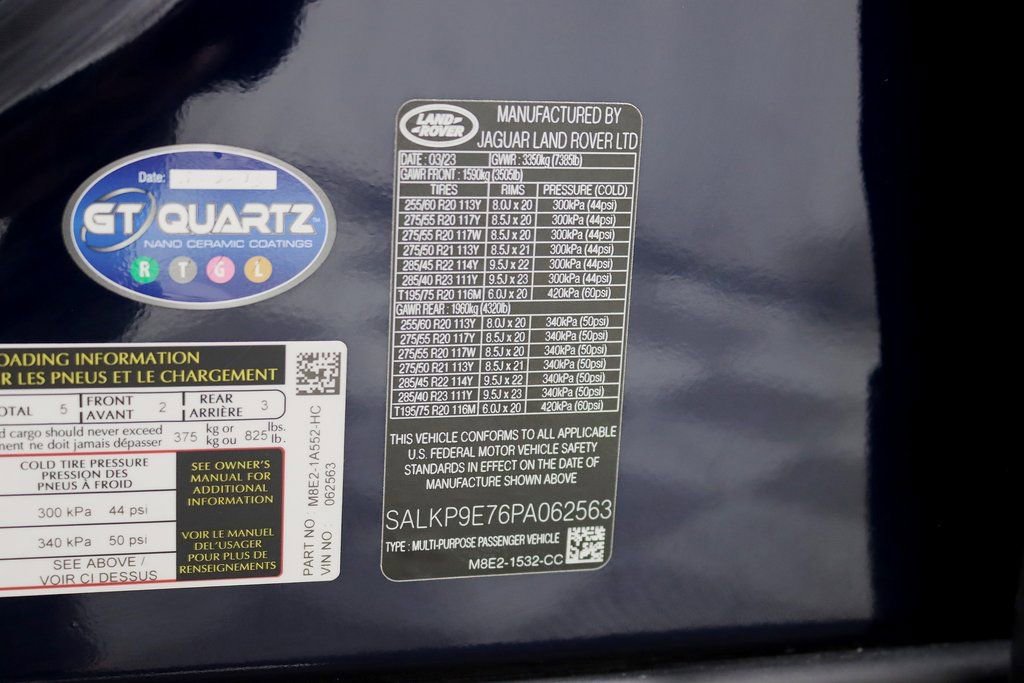 Date:
GT QUARTZ
NANO CERAMIC COATINGS
R T G L
OADING INFORMATION
R LES PNEUS ET LE CHARGEMENT
OTAL 5 FRONT AVANT 2 REAR ARRIÈRE 3
d cargo should never exceed
ment ne doit jamais dépasser 375 kg or kg ou 825 lbs. lb.
COLD TIRE PRESSURE
PRESSION DES
PNEUS À FROID
300 kPa 44 psi
340 kPa 50 psi
SEE ABOVE /
VOIR CI DESSUS
SEE OWNER'S
MANUAL FOR
ADDITIONAL
INFORMATION
VOIR LE MANUEL
DEL'USAGER
POUR PLUS DE
RENSEIGNEMENTS
PART NO : M8E2-1A552-HC
VIN NO : 062563
LAND
ROVER
MANUFACTURED BY
JAGUAR LAND ROVER LTD
DATE : 03/23 GVWR : 3350kg (7385lb)
GAWR FRONT : 1590kg (3505lb)
TIRES RIMS PRESSURE (COLD)
255/60 R20 113Y 8.0J x 20 300kPa (44psi)
275/55 R20 117Y 8.5J x 20 300kPa (44psi)
275/55 R20 117W 8.5J x 20 300kPa (44psi)
275/50 R21 113Y 8.5J x 21 300kPa (44psi)
285/45 R22 114Y 9.5J x 22 300kPa (44psi)
285/40 R23 111Y 9.5J x 23 300kPa (44psi)
T195/75 R20 116M 6.0J x 20 420kPa (60psi)
GAWR REAR : 1960kg (4320lb)
255/60 R20 113Y 8.0J x 20 340kPa (50psi)
275/55 R20 117Y 8.5J x 20 340kPa (50psi)
275/55 R20 117W 8.5J x 20 340kPa (50psi)
275/50 R21 113Y 8.5J x 21 340kPa (50psi)
285/45 R22 114Y 9.5J x 22 340kPa (50psi)
285/40 R23 111Y 9.5J x 23 340kPa (50psi)
T195/75 R20 116M 6.0J x 20 420kPa (60psi)
THIS VEHICLE CONFORMS TO ALL APPLICABLE
U.S. FEDERAL MOTOR VEHICLE SAFETY
STANDARDS IN EFFECT ON THE DATE OF
MANUFACTURE SHOWN ABOVE
SALKP9E76PA062563
TYPE : MULTI-PURPOSE PASSENGER VEHICLE
M8E2-1532-CC